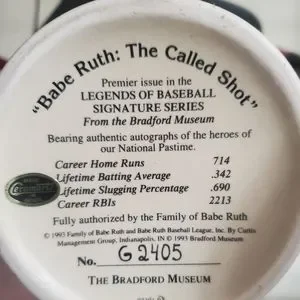 "Babe Ruth: The Called Shot"
Premier issue in the
LEGENDS OF BASEBALL
SIGNATURE SERIES
From the Bradford Museum
Bearing authentic autographs of the heroes of
our National Pastime.
Career Home Runs 714
Lifetime Batting Average .342
Lifetime Slugging Percentage .690
Career RBIs 2213
Fully authorized by the Family of Babe Ruth
© 1993 Family of Babe Ruth and Babe Ruth Baseball League, Inc. By Curtis
Management Group, Indianapolis, IN © 1993 Bradford Museum
No. G2405
THE BRADFORD MUSEUM